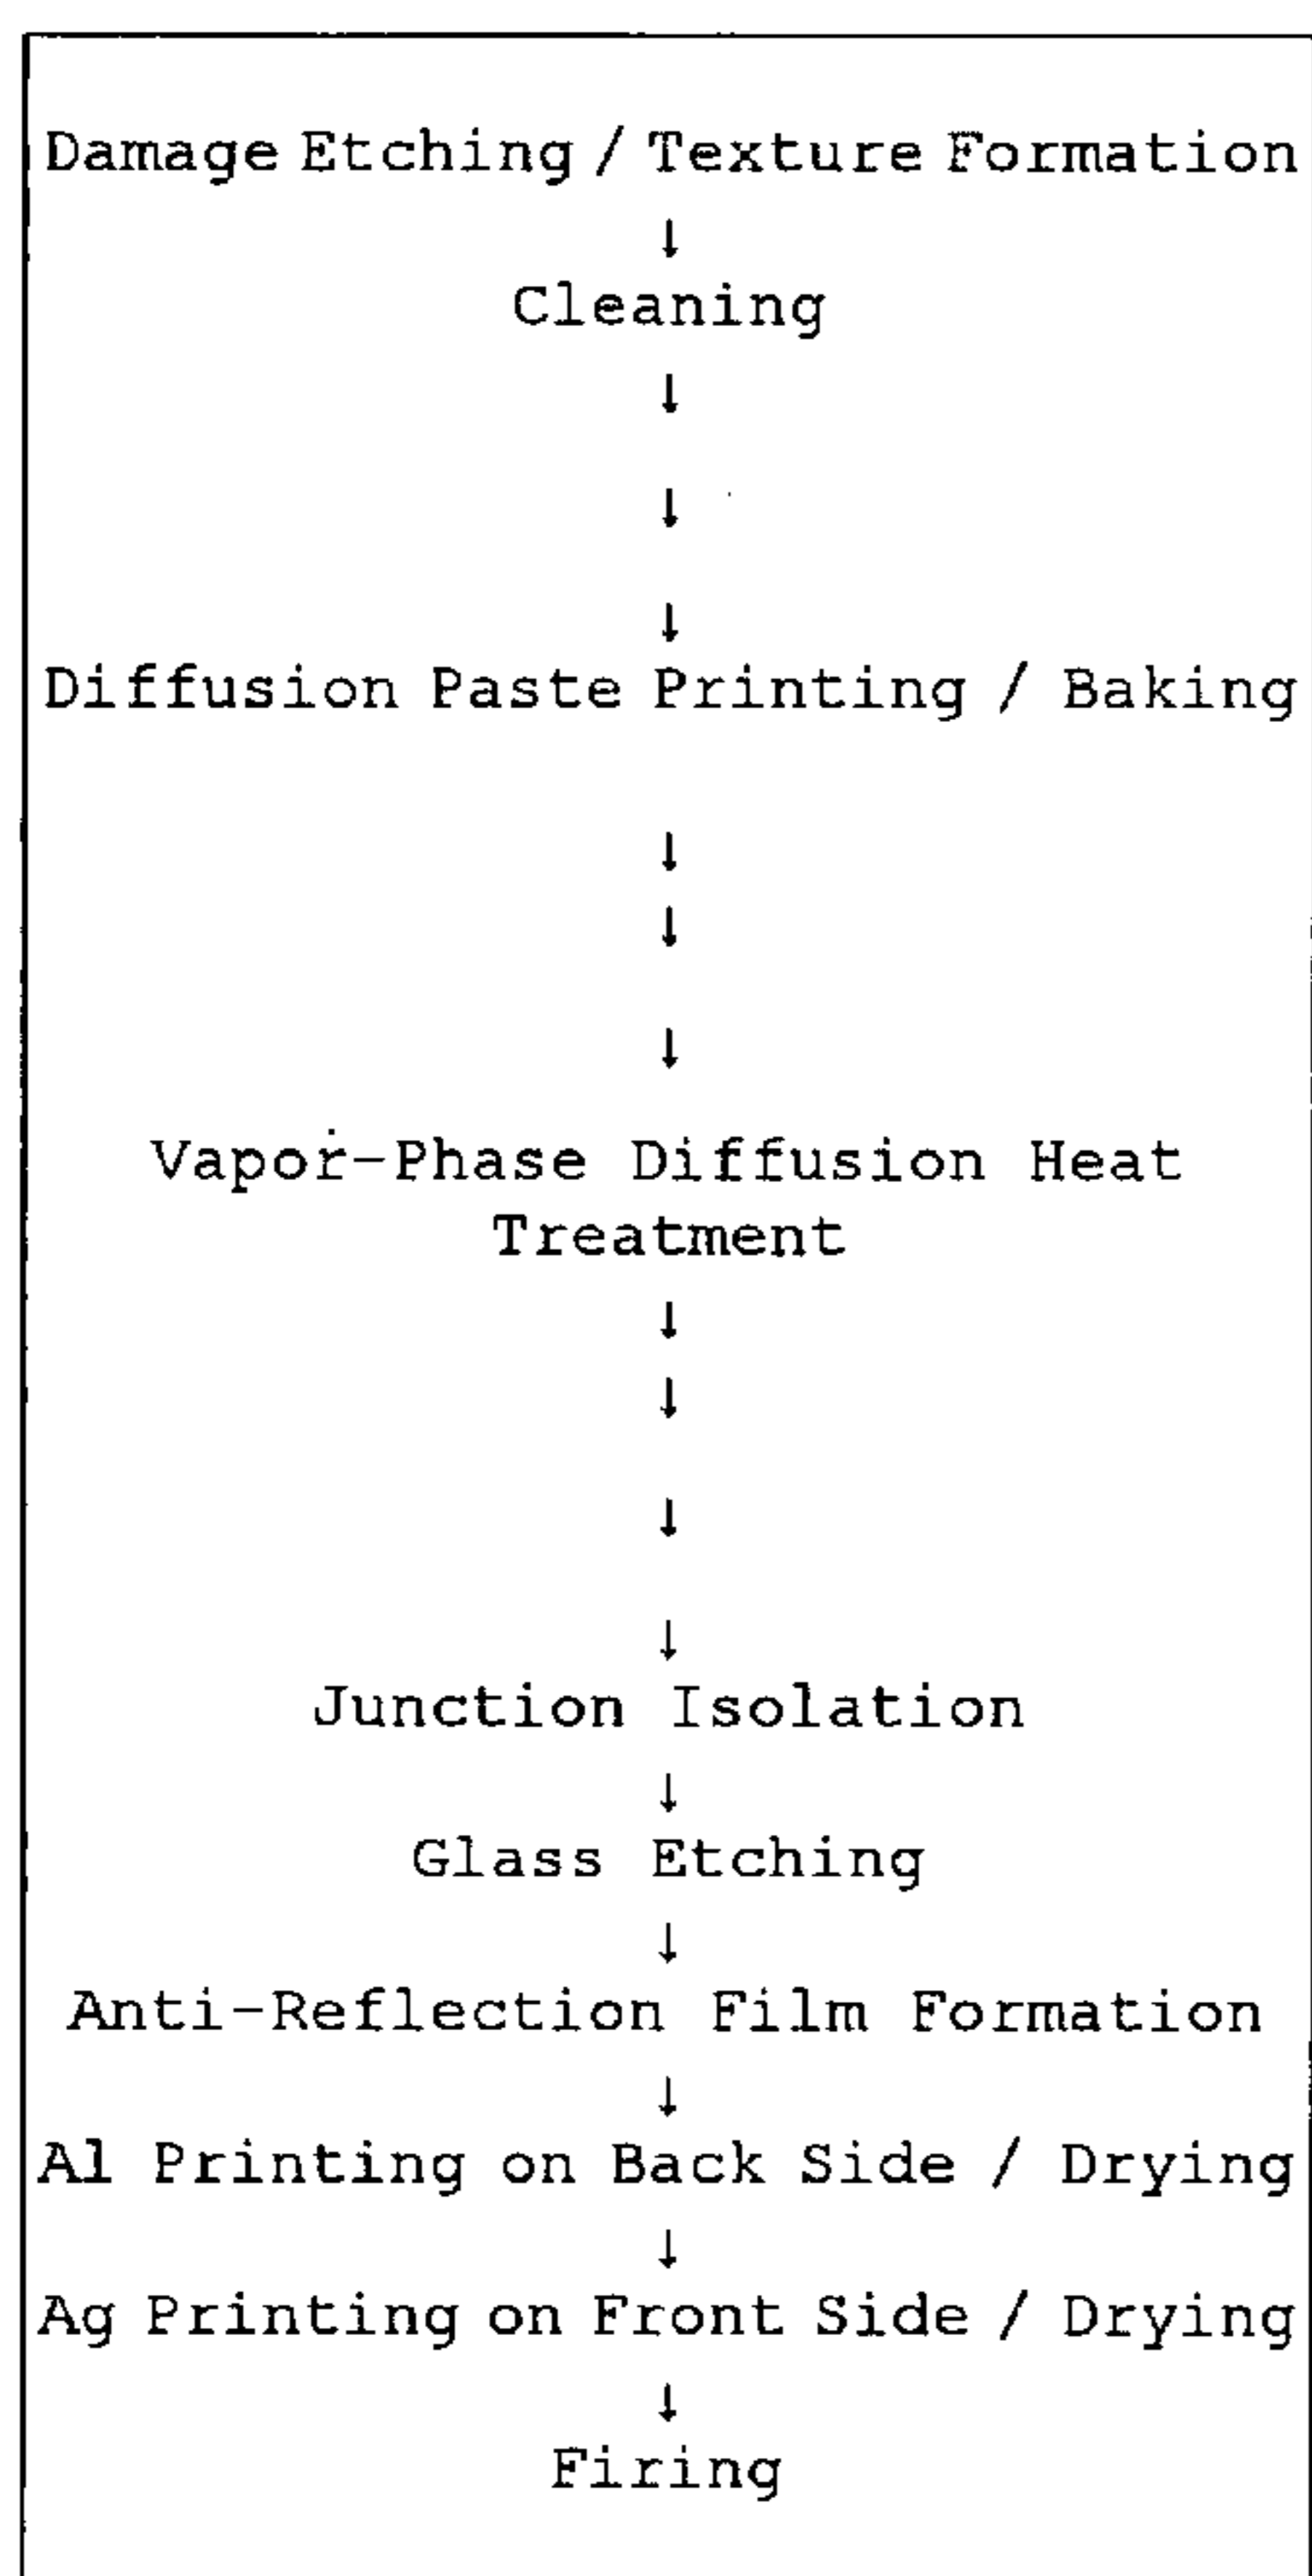 Damage Etching / Texture Formation
↓
Cleaning
↓
↓
↓
Diffusion Paste Printing / Baking
↓
↓
↓
Vapor-Phase Diffusion Heat
Treatment
↓
↓
↓
↓
Junction Isolation
↓
Glass Etching
↓
Anti-Reflection Film Formation
↓
Al Printing on Back Side / Drying
↓
Ag Printing on Front Side / Drying
↓
Firing